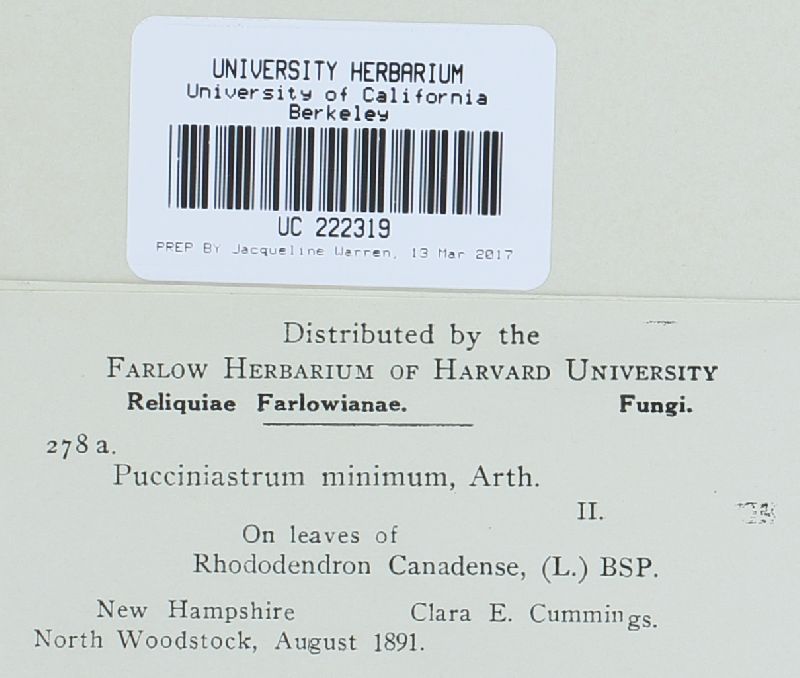 UNIVERSITY HERBARIUM
University of California
Berkeley
UC 222319
PREP BY Jacqueline Warren, 13 Mar 2017
Distributed by the
FARLOW HERBARIUM OF HARVARD UNIVERSITY
Reliquiae Farlowianae. Fungi.
278 a.
Pucciniastrum minimum, Arth.
II.
On leaves of
Rhododendron Canadense, (L.) BSP.
New Hampshire Clara E. Cummings.
North Woodstock, August 1891.